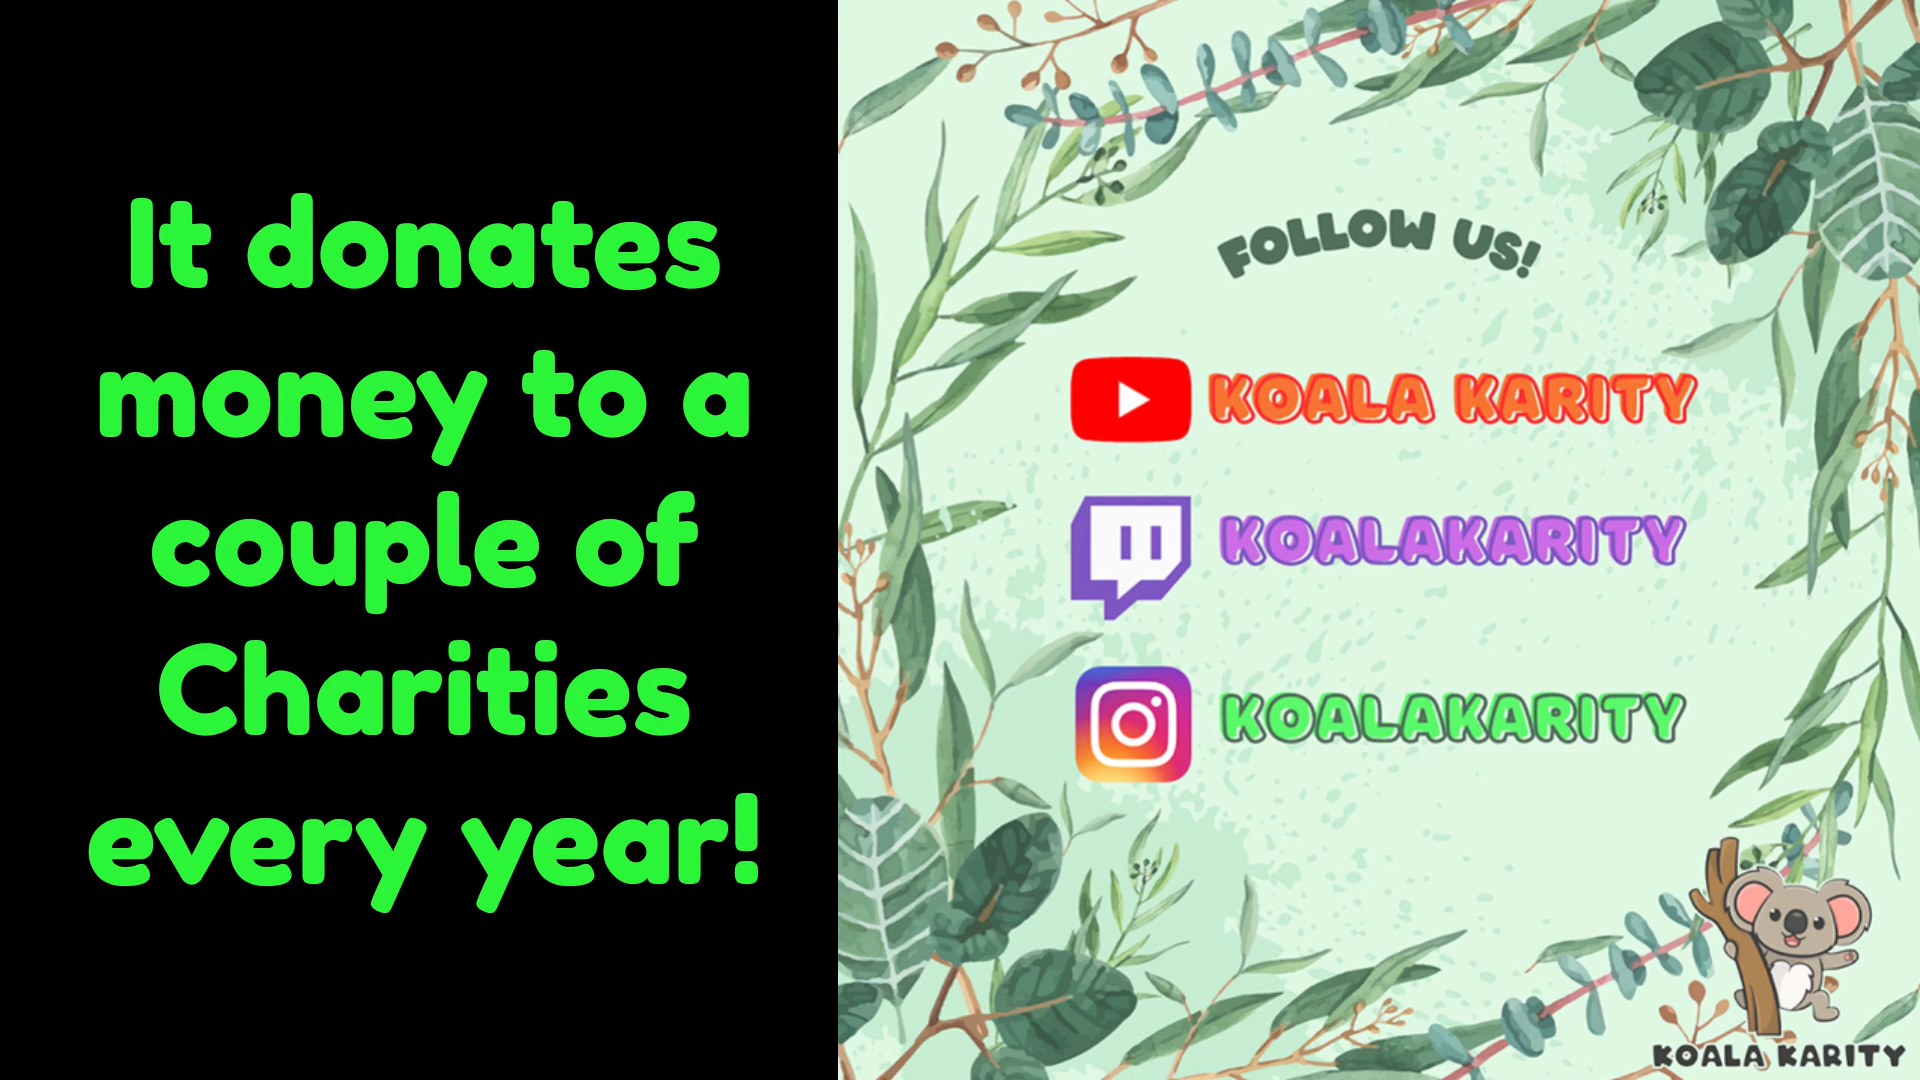 It donates
money to a
couple of
Charities
every year!
FOLLOW US!
KOALA KARITY
KOALAKARITY
KOALAKARITY
KOALA KARITY